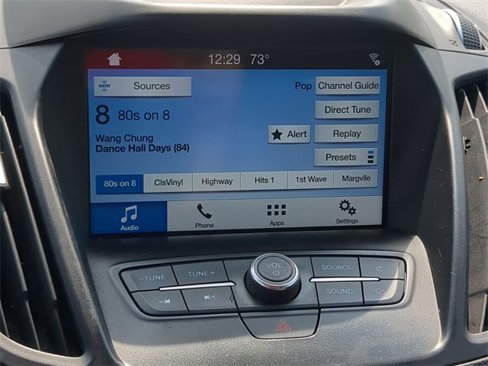 12:29 73°
Sources
Pop Channel Guide
8 80s on 8
Direct Tune
Wang Chung
Dance Hall Days (84)
Alert Replay
Presets
80s on 8 ClsVinyl Highway Hits 1 1st Wave Margvlle
Audio Phone Apps Settings
− TUNE TUNE + VOL SOURCE
SOUND